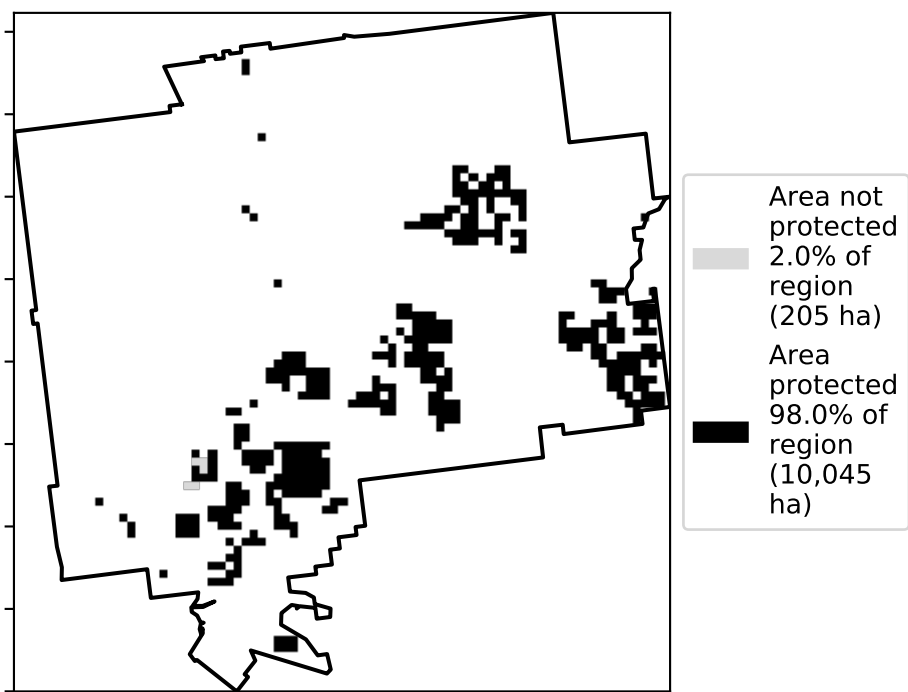 Area not
protected
2.0% of
region
(205 ha)
Area
protected
98.0% of
region
(10,045
ha)